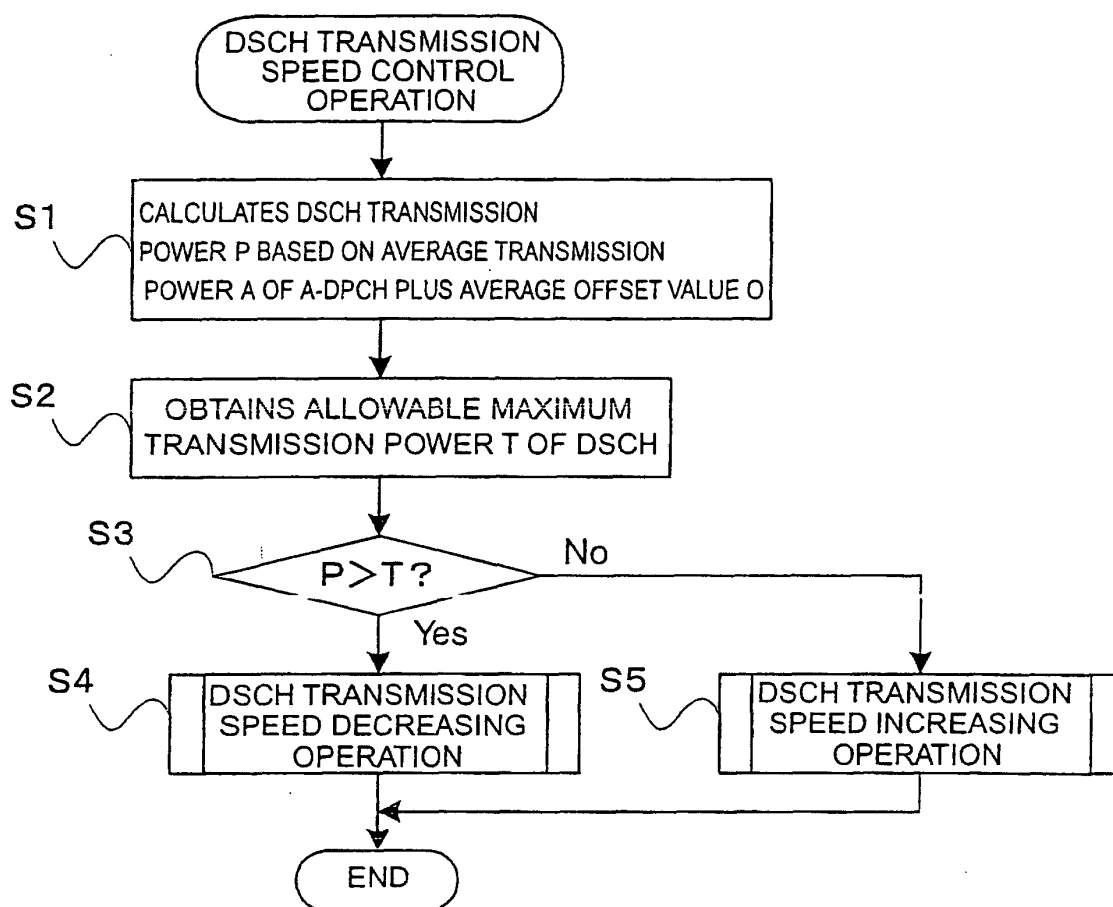 DSCH TRANSMISSION
SPEED CONTROL
OPERATION
S1
CALCULATES DSCH TRANSMISSION
POWER P BASED ON AVERAGE TRANSMISSION
POWER A OF A-DPCH PLUS AVERAGE OFFSET VALUE O
S2
OBTAINS ALLOWABLE MAXIMUM
TRANSMISSION POWER T OF DSCH
S3
P>T?
No
Yes
S4
DSCH TRANSMISSION
SPEED DECREASING
OPERATION
S5
DSCH TRANSMISSION
SPEED INCREASING
OPERATION
END